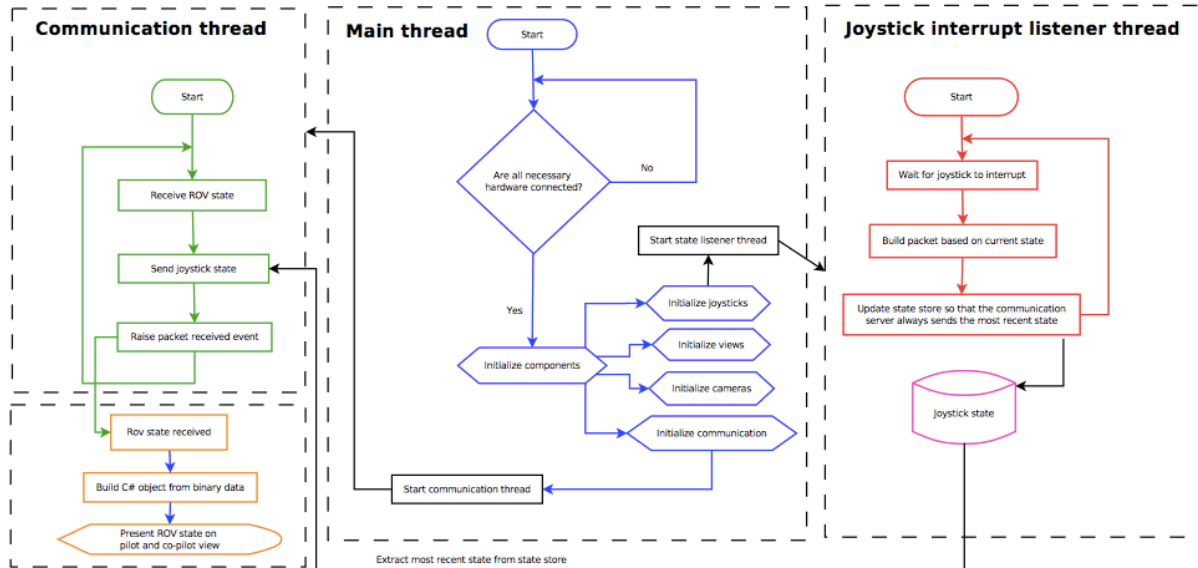 Communication thread
Start
Receive ROV state
Send joystick state
Raise packet received event
Rov state received
Build C# object from binary data
Present ROV state on
pilot and co-pilot view
Main thread
Start
Are all necessary
hardware connected?
No
Yes
Start state listener thread
Initialize joysticks
Initialize views
Initialize components
Initialize cameras
Initialize communication
Start communication thread
Extract most recent state from state store
Joystick interrupt listener thread
Start
Wait for joystick to interrupt
Build packet based on current state
Update state store so that the communication
server always sends the most recent state
Joystick state